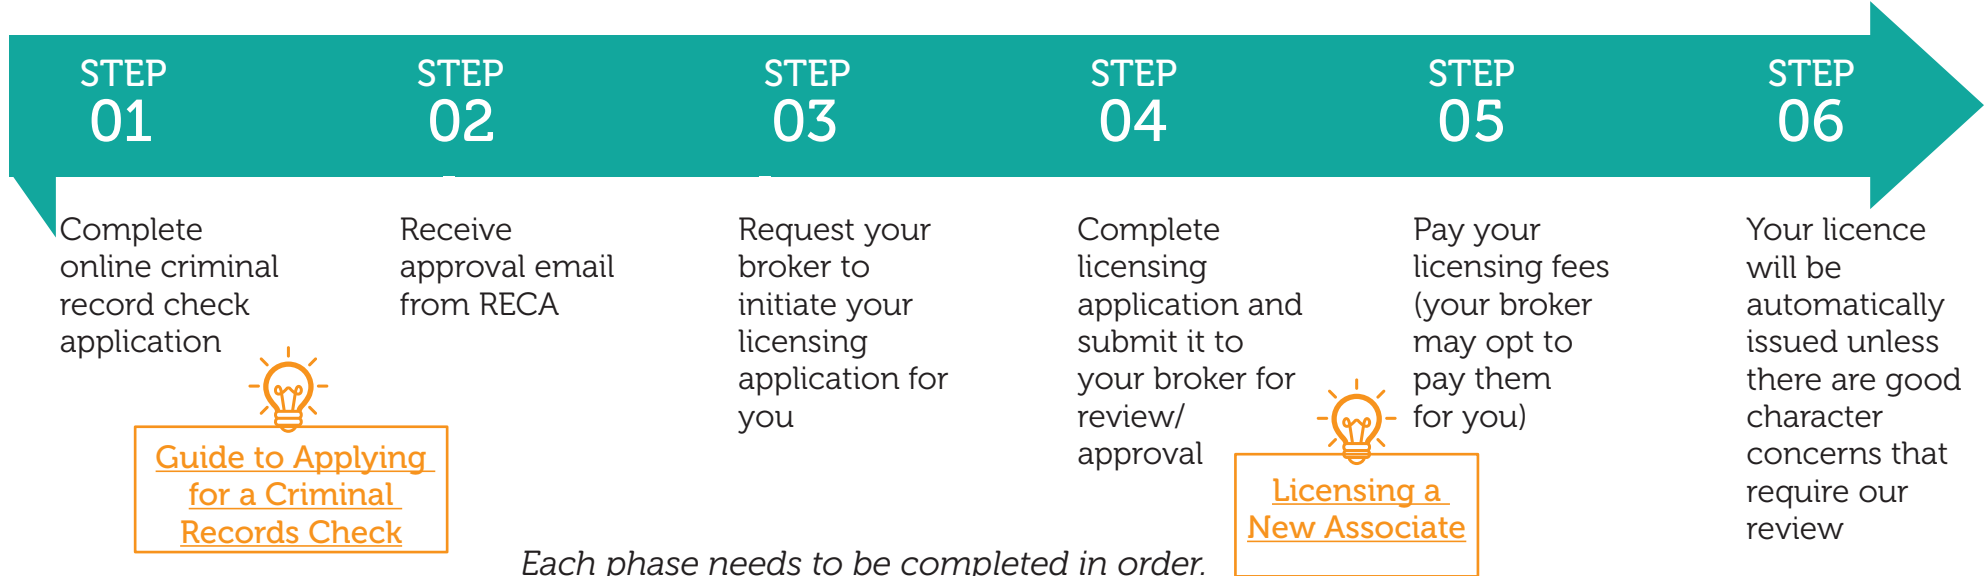 STEP
01
STEP
02
STEP
03
STEP
04
STEP
05
STEP
06
Complete
online criminal
record check
application
Receive
approval email
from RECA
Request your
broker to
initiate your
licensing
application for
you
Complete
licensing
application and
submit it to
your broker for
review/
approval
Pay your
licensing fees
(your broker
may opt to
pay them
for you)
Your licence
will be
automatically
issued unless
there are good
character
concerns that
require our
review
Guide to Applying
for a Criminal
Records Check
Licensing a
New Associate
Each phase needs to be completed in order.